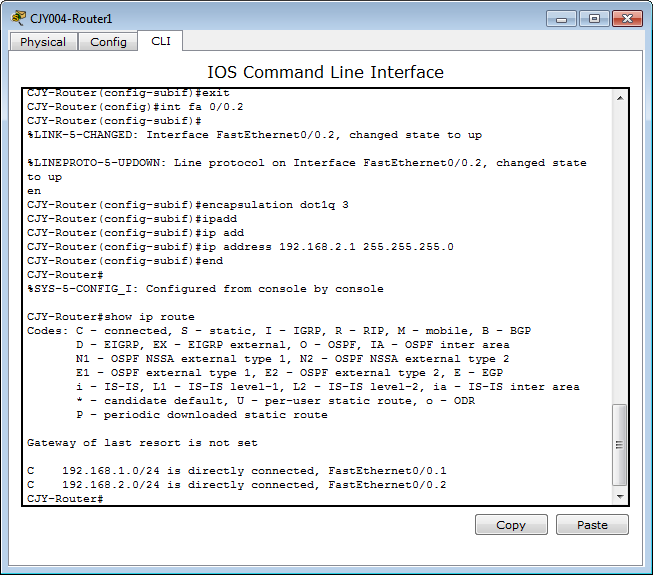 CJY004-Router1
Physical Config CLI
IOS Command Line Interface
CJY-Router(config-subif)#exit
CJY-Router(config)#int fa 0/0.2
CJY-Router(config-subif)#
%LINK-5-CHANGED: Interface FastEthernet0/0.2, changed state to up
%LINEPROTO-5-UPDOWN: Line protocol on Interface FastEthernet0/0.2, changed state
to up
en
CJY-Router(config-subif)#encapsulation dot1q 3
CJY-Router(config-subif)#ipadd
CJY-Router(config-subif)#ip add
CJY-Router(config-subif)#ip address 192.168.2.1 255.255.255.0
CJY-Router(config-subif)#end
CJY-Router#
%SYS-5-CONFIG_I: Configured from console by console
CJY-Router#show ip route
Codes: C - connected, S - static, I - IGRP, R - RIP, M - mobile, B - BGP
D - EIGRP, EX - EIGRP external, O - OSPF, IA - OSPF inter area
N1 - OSPF NSSA external type 1, N2 - OSPF NSSA external type 2
E1 - OSPF external type 1, E2 - OSPF external type 2, E - EGP
i - IS-IS, L1 - IS-IS level-1, L2 - IS-IS level-2, ia - IS-IS inter area
* - candidate default, U - per-user static route, o - ODR
P - periodic downloaded static route
Gateway of last resort is not set
C 192.168.1.0/24 is directly connected, FastEthernet0/0.1
C 192.168.2.0/24 is directly connected, FastEthernet0/0.2
CJY-Router#
Copy Paste